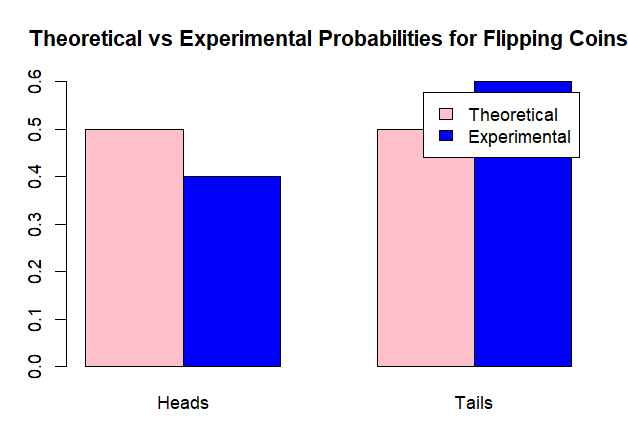 Theoretical vs Experimental Probabilities for Flipping Coins
0.6
0.5
0.4
0.3
0.2
0.1
0.0
Theoretical
Experimental
Heads
Tails